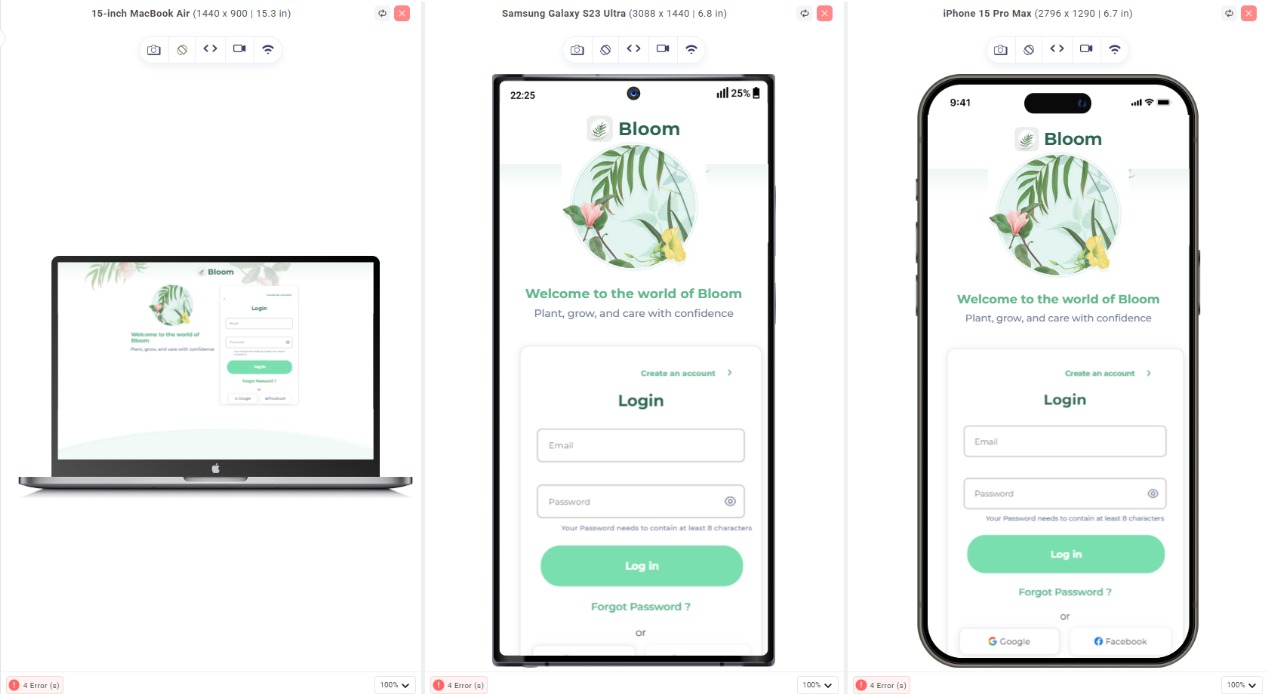 15-inch MacBook Air (1440 x 900 | 15.3 in)
Bloom
Login
Email
Password
Welcome to the world of
Bloom
Plant, grow, and care with confidence
Log in
Forgot Password ?
or
Google
Facebook
4 Error (s)
100%
Samsung Galaxy S23 Ultra (3088 x 1440 | 6.8 in)
22:25
25%
Bloom
Welcome to the world of Bloom
Plant, grow, and care with confidence
Create an account
Login
Email
Password
Your Password needs to contain at least 8 characters
Log in
Forgot Password ?
or
4 Error (s)
100%
iPhone 15 Pro Max (2796 x 1290 | 6.7 in)
9:41
Bloom
Welcome to the world of Bloom
Plant, grow, and care with confidence
Create an account
Login
Email
Password
Your Password needs to contain at least 8 characters
Log in
Forgot Password ?
or
Google
Facebook
4 Error (s)
100%